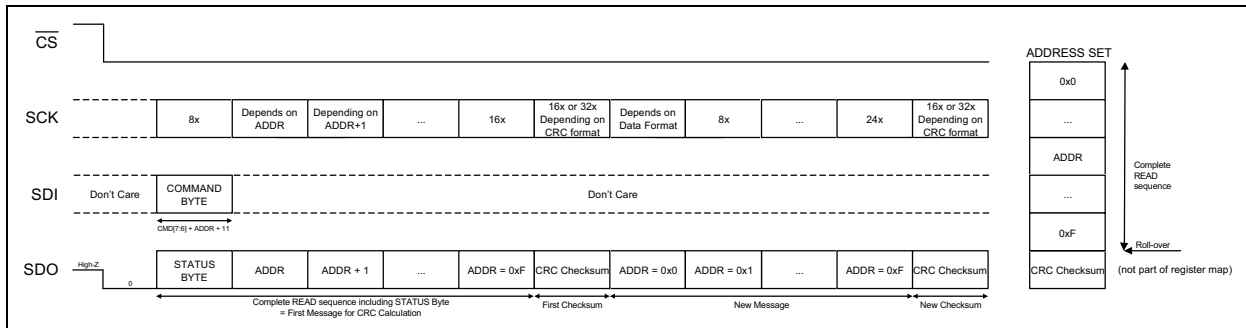 CS
ADDRESS SET
0x0
SCK
8x
Depends on
ADDR
Depending on
ADDR+1
...
16x
16x or 32x
Depending on
CRC format
Depends on
Data Format
8x
...
24x
16x or 32x
Depending on
CRC format
...
ADDR
Complete
READ
sequence
SDI
Don't Care
COMMAND
BYTE
Don't Care
...
CMD[7:6] + ADDR + 11
0xF
Roll-over
SDO
High-Z
0
STATUS
BYTE
ADDR
ADDR + 1
...
ADDR = 0xF
CRC Checksum
ADDR = 0x0
ADDR = 0x1
...
ADDR = 0xF
CRC Checksum
CRC Checksum
(not part of register map)
Complete READ sequence including STATUS Byte
= First Message for CRC Calculation
First Checksum
New Message
New Checksum